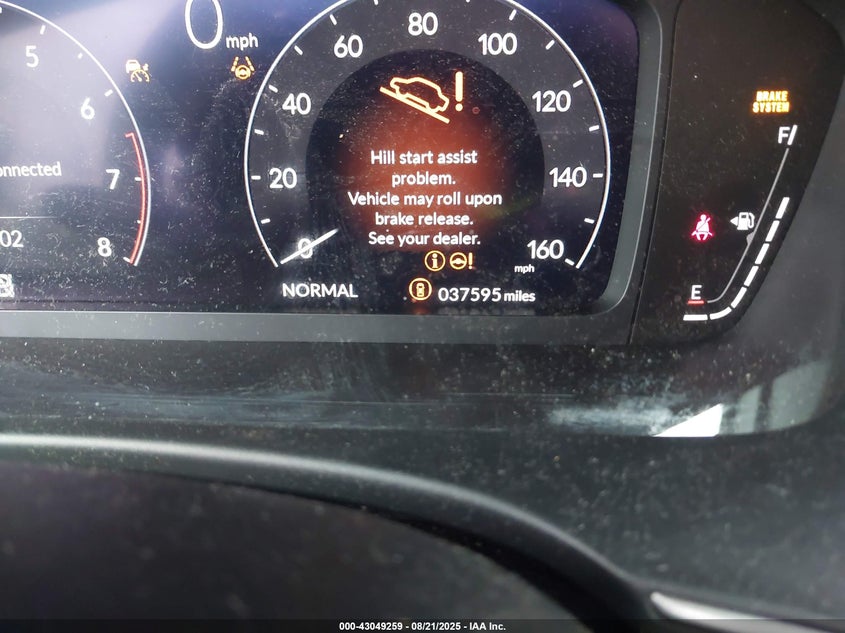 0 mph
5
6
7
8
onnected
02
0
20
40
60
80
100
120
140
160
mph
Hill start assist
problem.
Vehicle may roll upon
brake release.
See your dealer.
NORMAL
037595 miles
BRAKE
SYSTEM
F
E
000-43049259 - 08/21/2025 - IAA Inc.